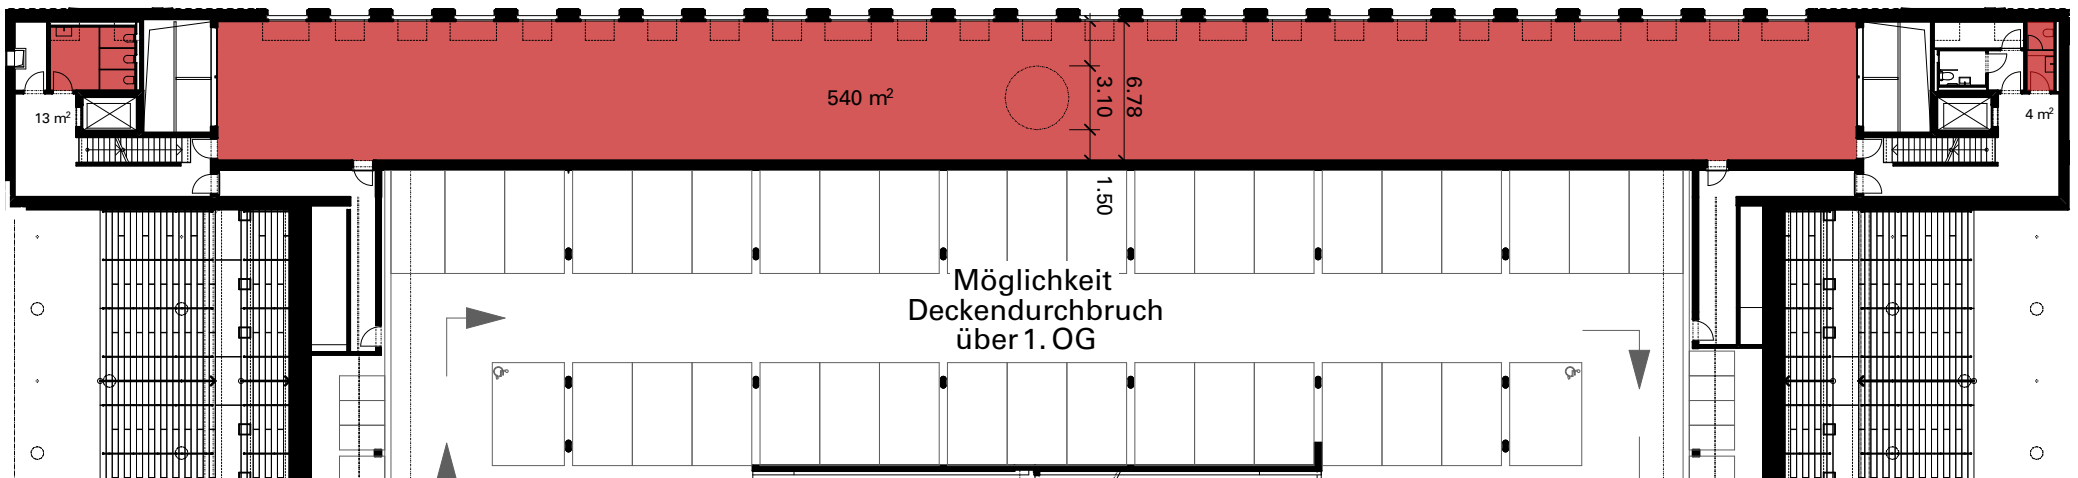 540 m²
3.10
6.78
13 m²
4 m²
1.50
Möglichkeit
Deckendurchbruch
über 1. OG